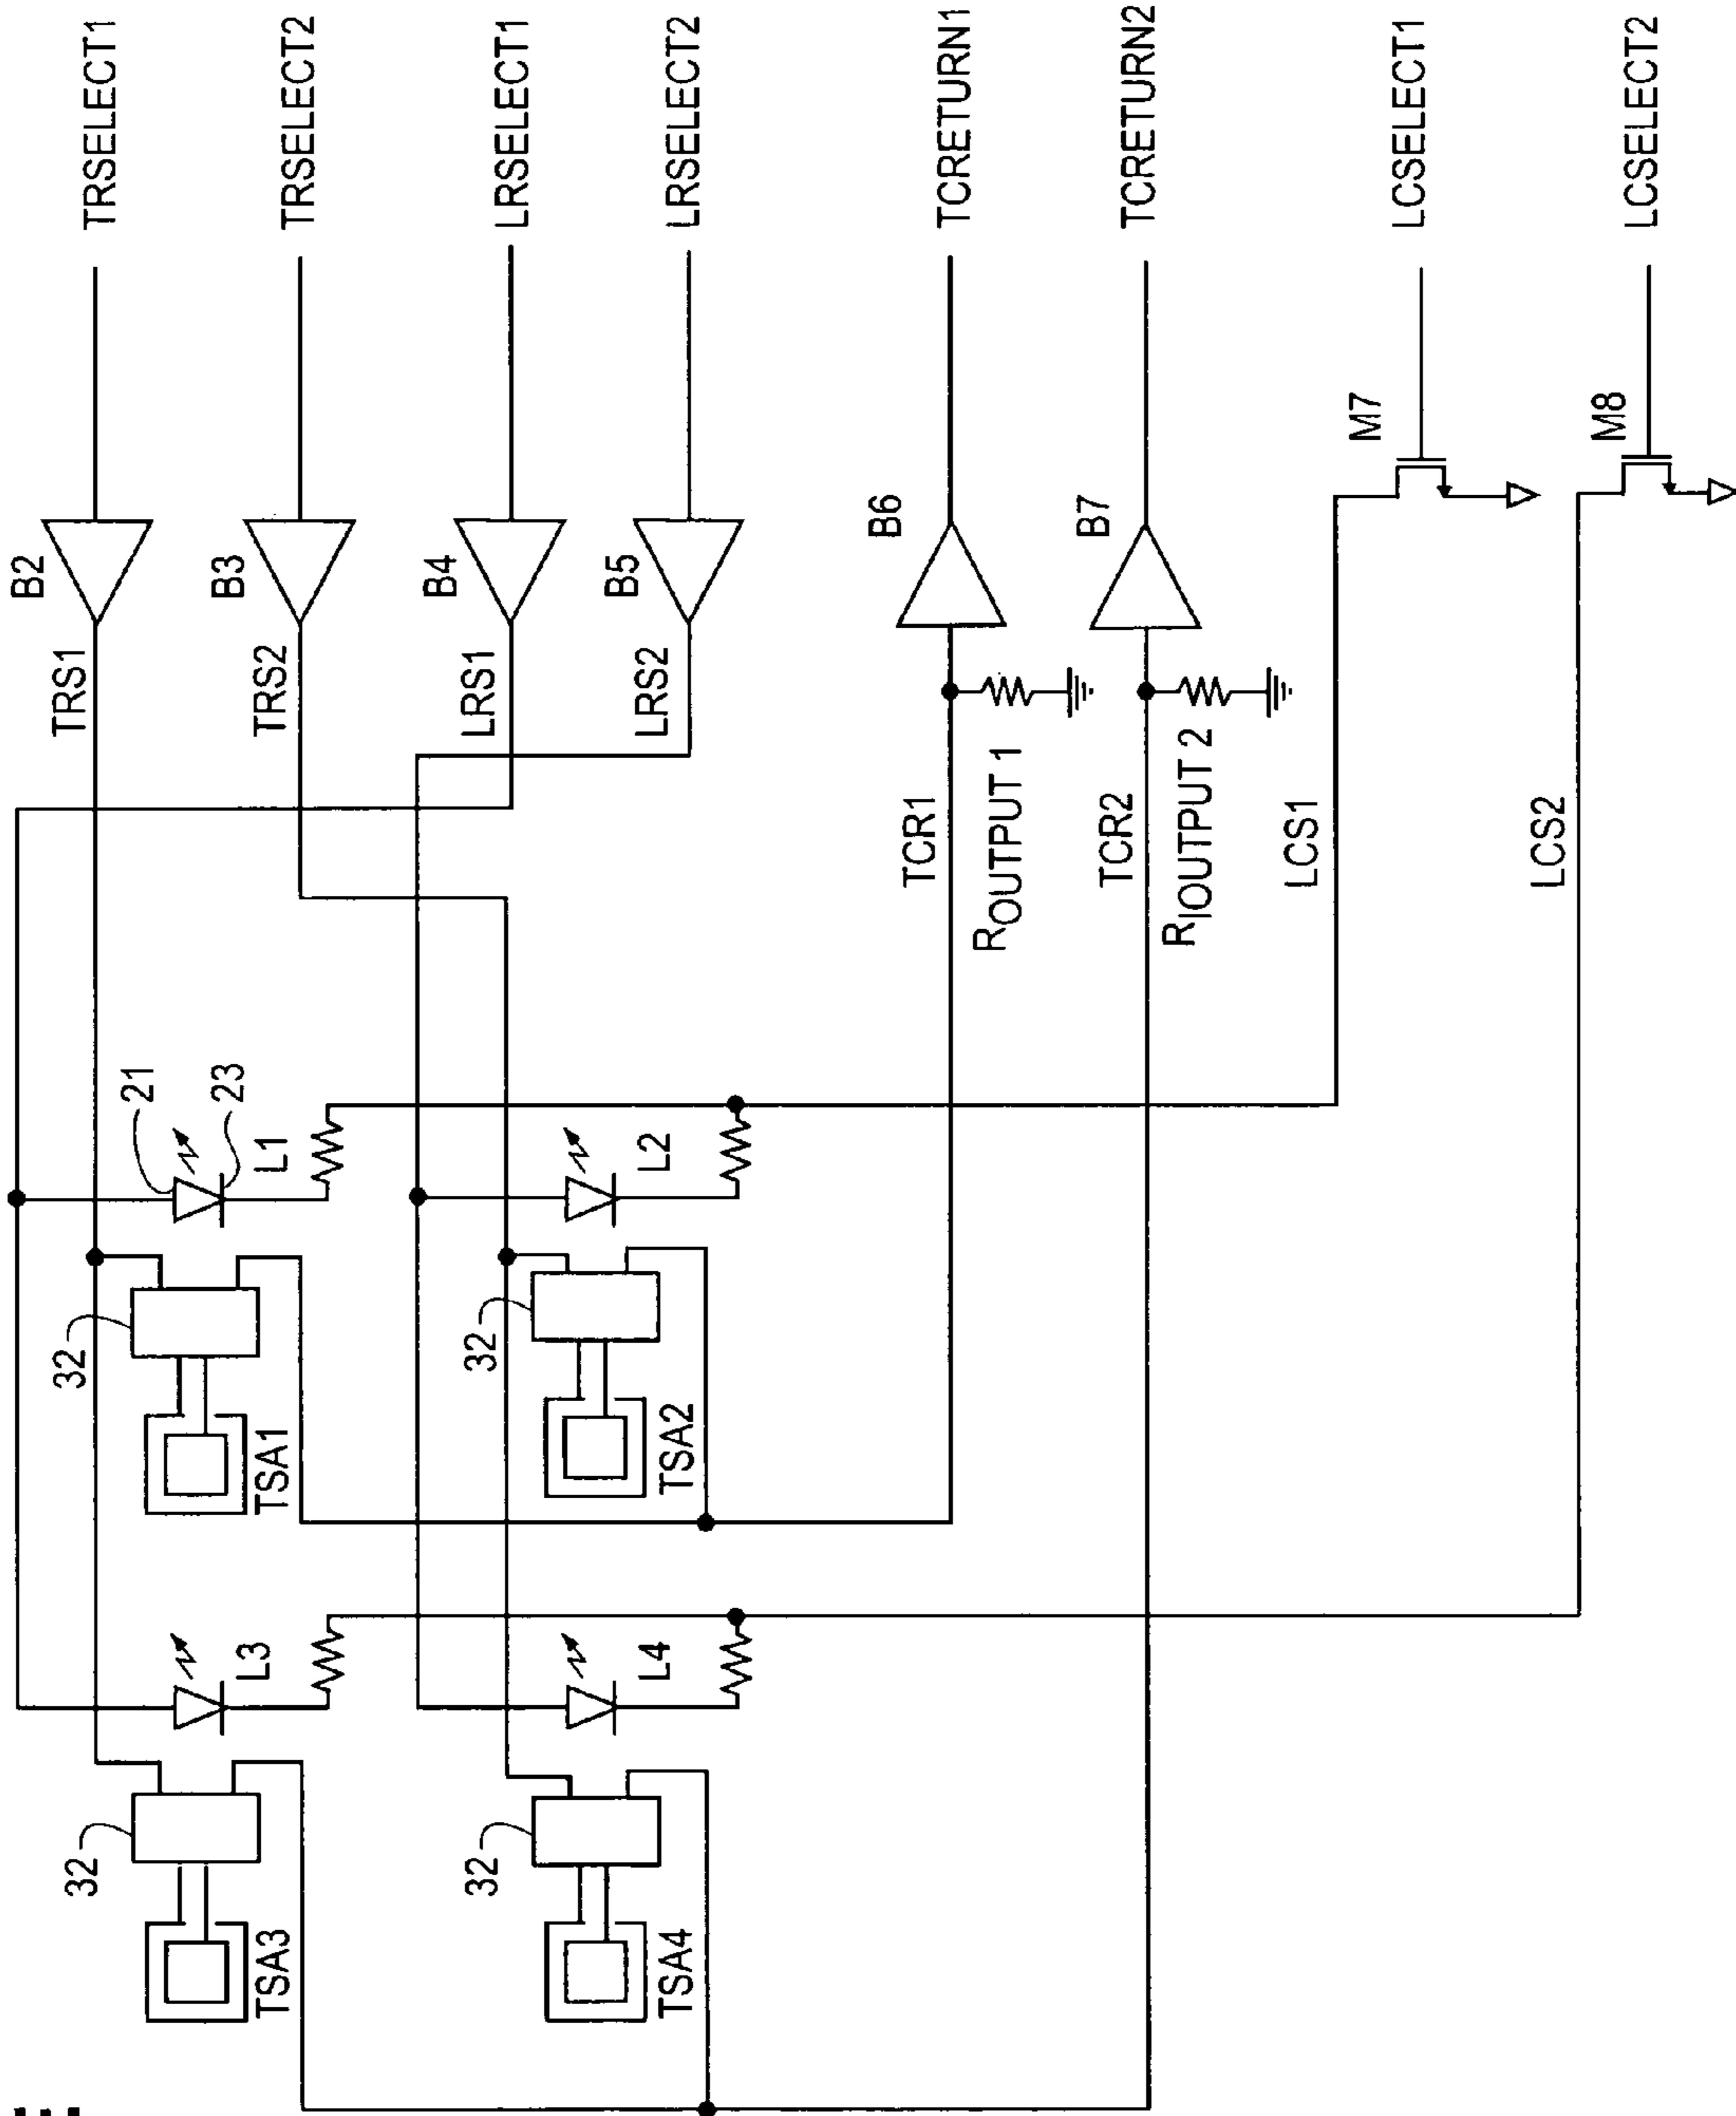 TRSELECT1
TRSELECT2
LRSELECT1
LRSELECT2
TCRETURN1
TCRETURN2
LCSELECT1
LCSELECT2
B2
B3
B4
B5
B6
B7
M7
M8
TRS1
TRS2
LRS1
LRS2
TCR1
ROUTPUT 1
TCR2
RIOUTPUT 2
LCS1
LCS2
21
23
L1
L2
32
TSA1
32
TSA2
L3
L4
32
TSA3
32
TSA4